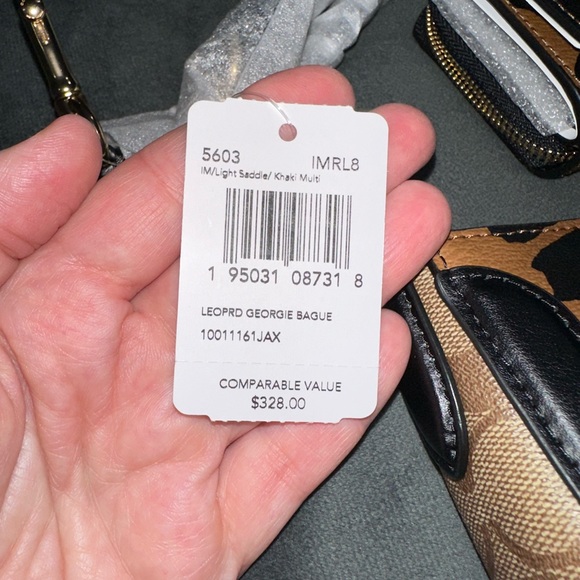 5603 IMRL8
IM/Light Saddle/ Khaki Multi
1 95031 08731 8
LEOPRD GEORGIE BAGUE
10011161JAX
COMPARABLE VALUE
$328.00